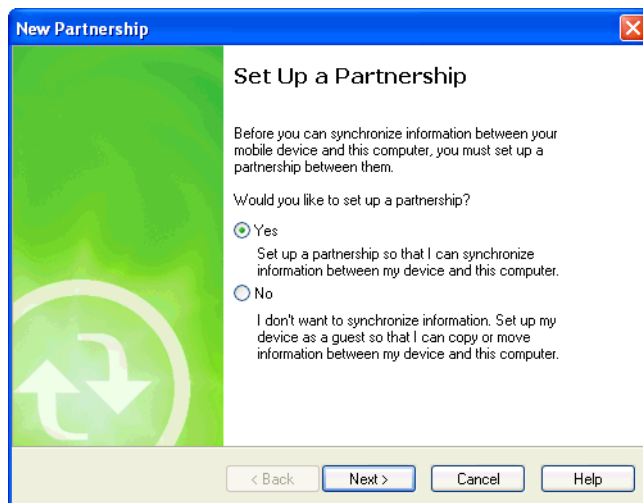 New Partnership
Set Up a Partnership
Before you can synchronize information between your
mobile device and this computer, you must set up a
partnership between them.
Would you like to set up a partnership?
Yes
Set up a partnership so that I can synchronize
information between my device and this computer.
No
I don't want to synchronize information. Set up my
device as a guest so that I can copy or move
information between my device and this computer.
< Back
Next >
Cancel
Help